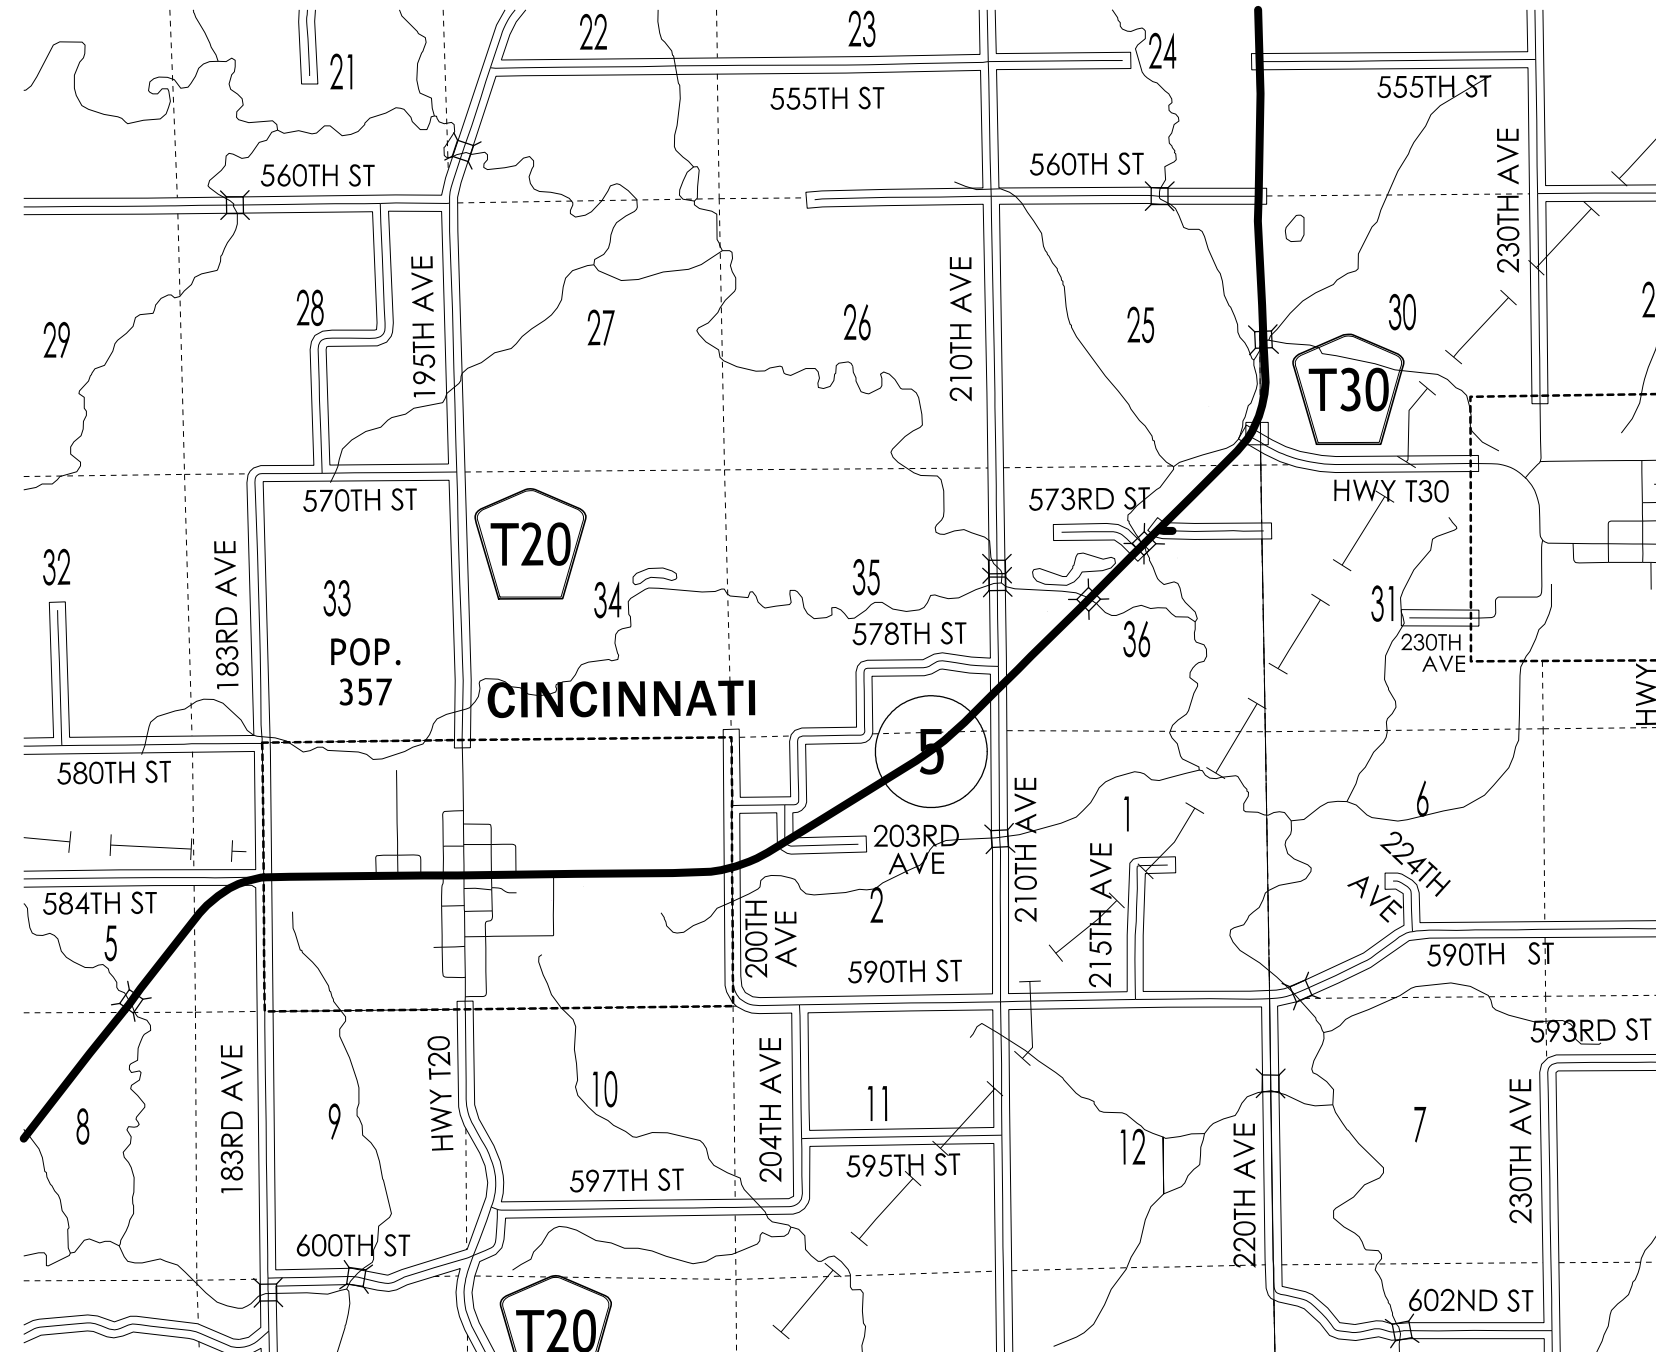 22
23
24
21
555TH ST
555TH ST
560TH ST
560TH ST
230TH AVE
195TH AVE
210TH AVE
28
29
27
26
25
30
2
T30
570TH ST
573RD ST
HWY T30
T20
32
33
34
35
36
31
183RD AVE
578TH ST
230TH
AVE
POP.
357
CINCINNATI
HWY
5
580TH ST
210TH AVE
1
6
203RD
AVE
215TH AVE
224TH
AVE
584TH ST
5
200TH
AVE
2
590TH ST
590TH ST
593RD ST
183RD AVE
HWY T20
204TH AVE
8
9
10
11
12
7
220TH AVE
230TH AVE
595TH ST
597TH ST
600TH ST
602ND ST
T20